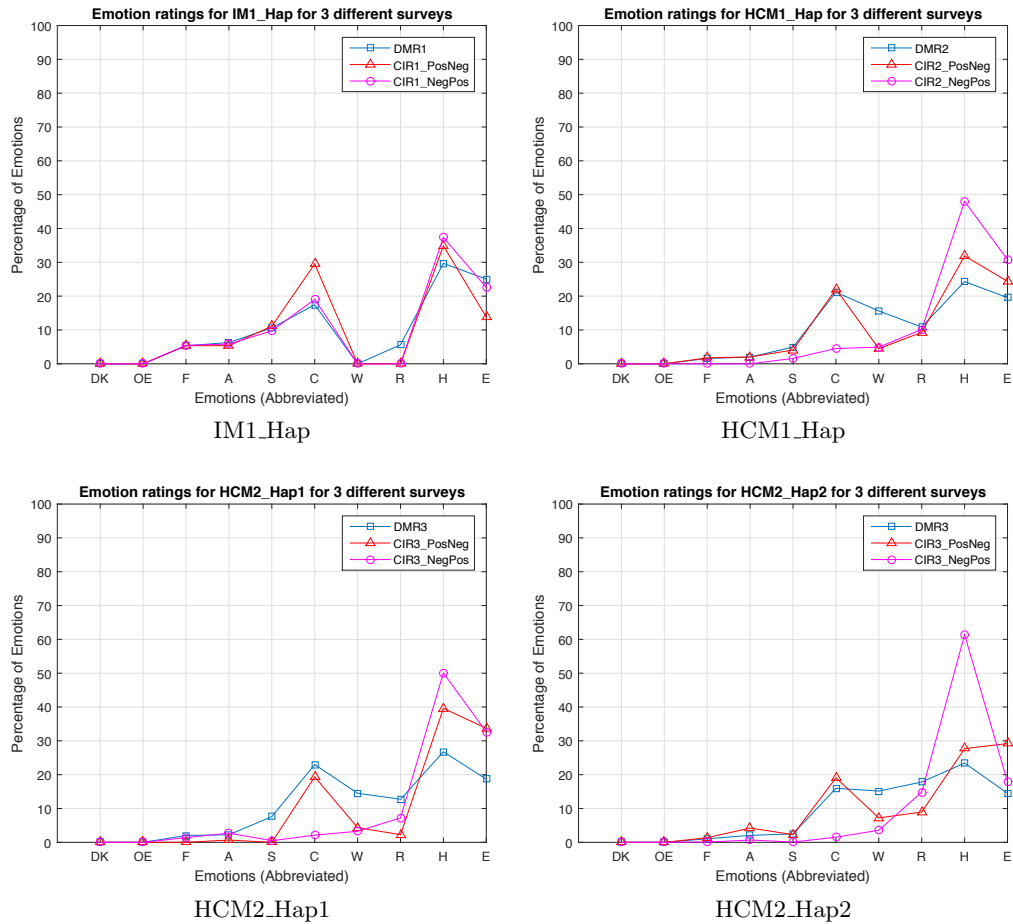 Emotion ratings for IM1_Hap for 3 different surveys
DMR1
CIR1_PosNeg
CIR1_NegPos
100
90
80
70
60
50
40
30
20
10
0
Percentage of Emotions
DK OE F A S C W R H E
Emotions (Abbreviated)
IM1_Hap
Emotion ratings for HCM1_Hap for 3 different surveys
DMR2
CIR2_PosNeg
CIR2_NegPos
100
90
80
70
60
50
40
30
20
10
0
Percentage of Emotions
DK OE F A S C W R H E
Emotions (Abbreviated)
HCM1_Hap
Emotion ratings for HCM2_Hap1 for 3 different surveys
DMR3
CIR3_PosNeg
CIR3_NegPos
100
90
80
70
60
50
40
30
20
10
0
Percentage of Emotions
DK OE F A S C W R H E
Emotions (Abbreviated)
HCM2_Hap1
Emotion ratings for HCM2_Hap2 for 3 different surveys
DMR3
CIR3_PosNeg
CIR3_NegPos
100
90
80
70
60
50
40
30
20
10
0
Percentage of Emotions
DK OE F A S C W R H E
Emotions (Abbreviated)
HCM2_Hap2